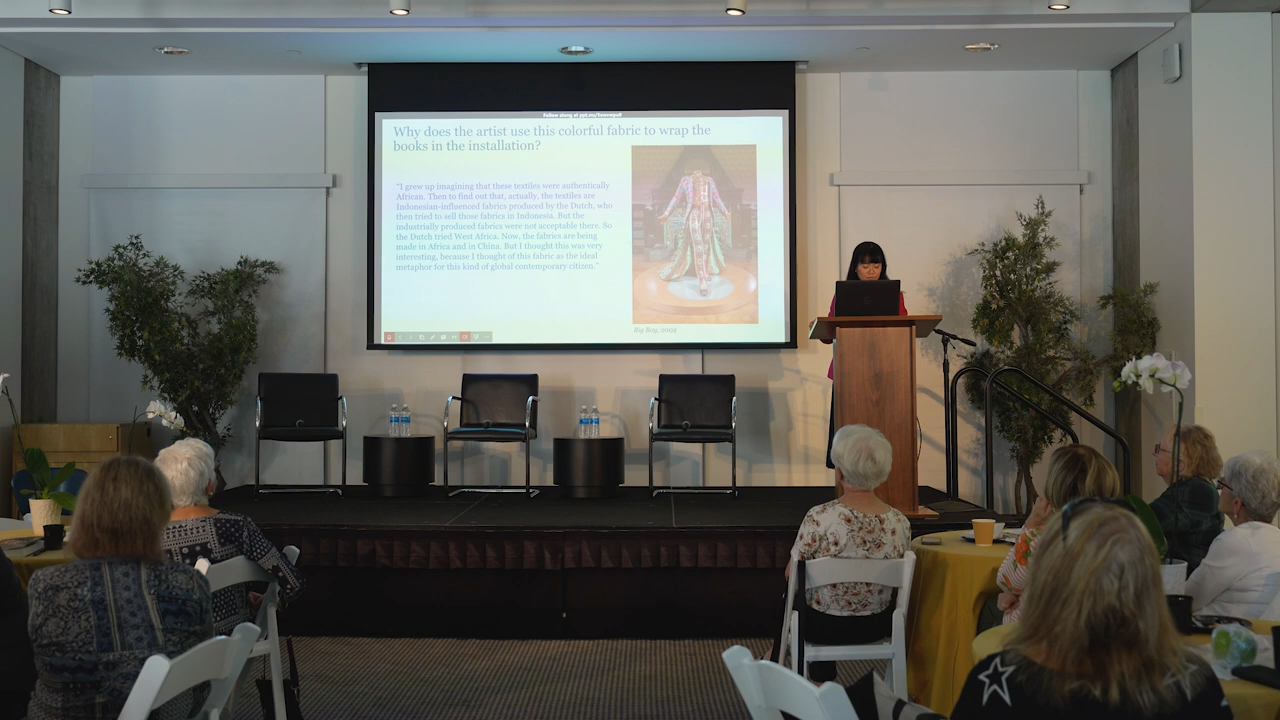 Follow along at ppt.ms/
Why does the artist use this colorful fabric to wrap the
books in the installation?
"I grew up imagining that these textiles were authentically
African. Then to find out that, actually, the textiles are
Indonesian-influenced fabrics produced by the Dutch, who
then tried to sell those fabrics in Indonesia. But the
industrially produced fabrics were not acceptable there. So
the Dutch tried West Africa. Now, the fabrics are being
made in Africa and in China. But I thought this was very
interesting, because I thought of this fabric as the ideal
metaphor for this kind of global contemporary citizen."
Big Boy, 2002